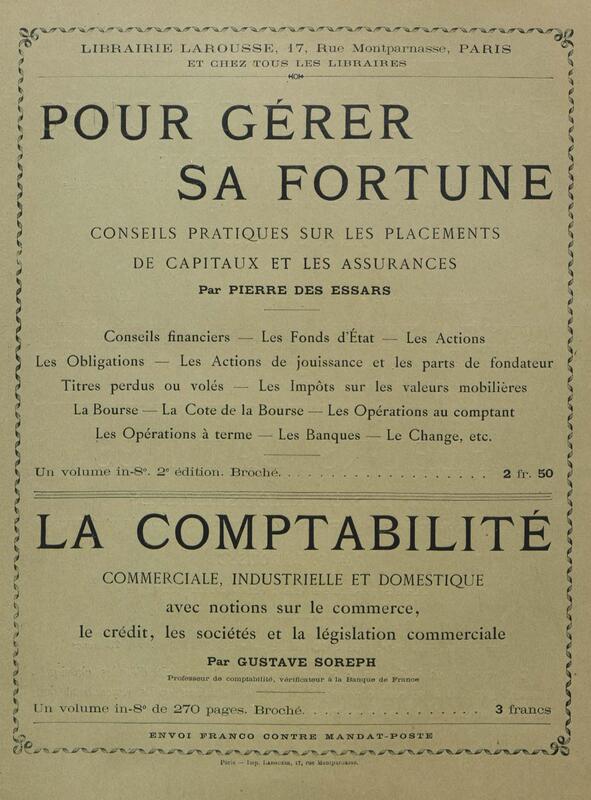 LIBRAIRIE LAROUSSE, 17, Rue Montparnasse, PARIS
ET CHEZ TOUS LES LIBRAIRES
POUR GÉRER
SA FORTUNE
CONSEILS PRATIQUES SUR LES PLACEMENTS
DE CAPITAUX ET LES ASSURANCES
Par PIERRE DES ESSARS
Conseils financiers — Les Fonds d'État — Les Actions
Les Obligations — Les Actions de jouissance et les parts de fondateur
Titres perdus ou volés — Les Impôts sur les valeurs mobilières
La Bourse — La Cote de la Bourse — Les Opérations au comptant
Les Opérations à terme — Les Banques — Le Change, etc.
Un volume in-8º. 2e édition. Broché. . . . . . . . . . . . . . . . . . . 2 fr. 50
LA COMPTABILITÉ
COMMERCIALE, INDUSTRIELLE ET DOMESTIQUE
avec notions sur le commerce,
le crédit, les sociétés et la législation commerciale
Par GUSTAVE SOREPH
Professeur de comptabilité, vérificateur à la Banque de France
Un volume in-8º de 270 pages. Broché. . . . . . . . . . . . . . . . . 3 francs
ENVOI FRANCO CONTRE MANDAT-POSTE
Paris — Imp. Larousse, 17, rue Montparnasse.